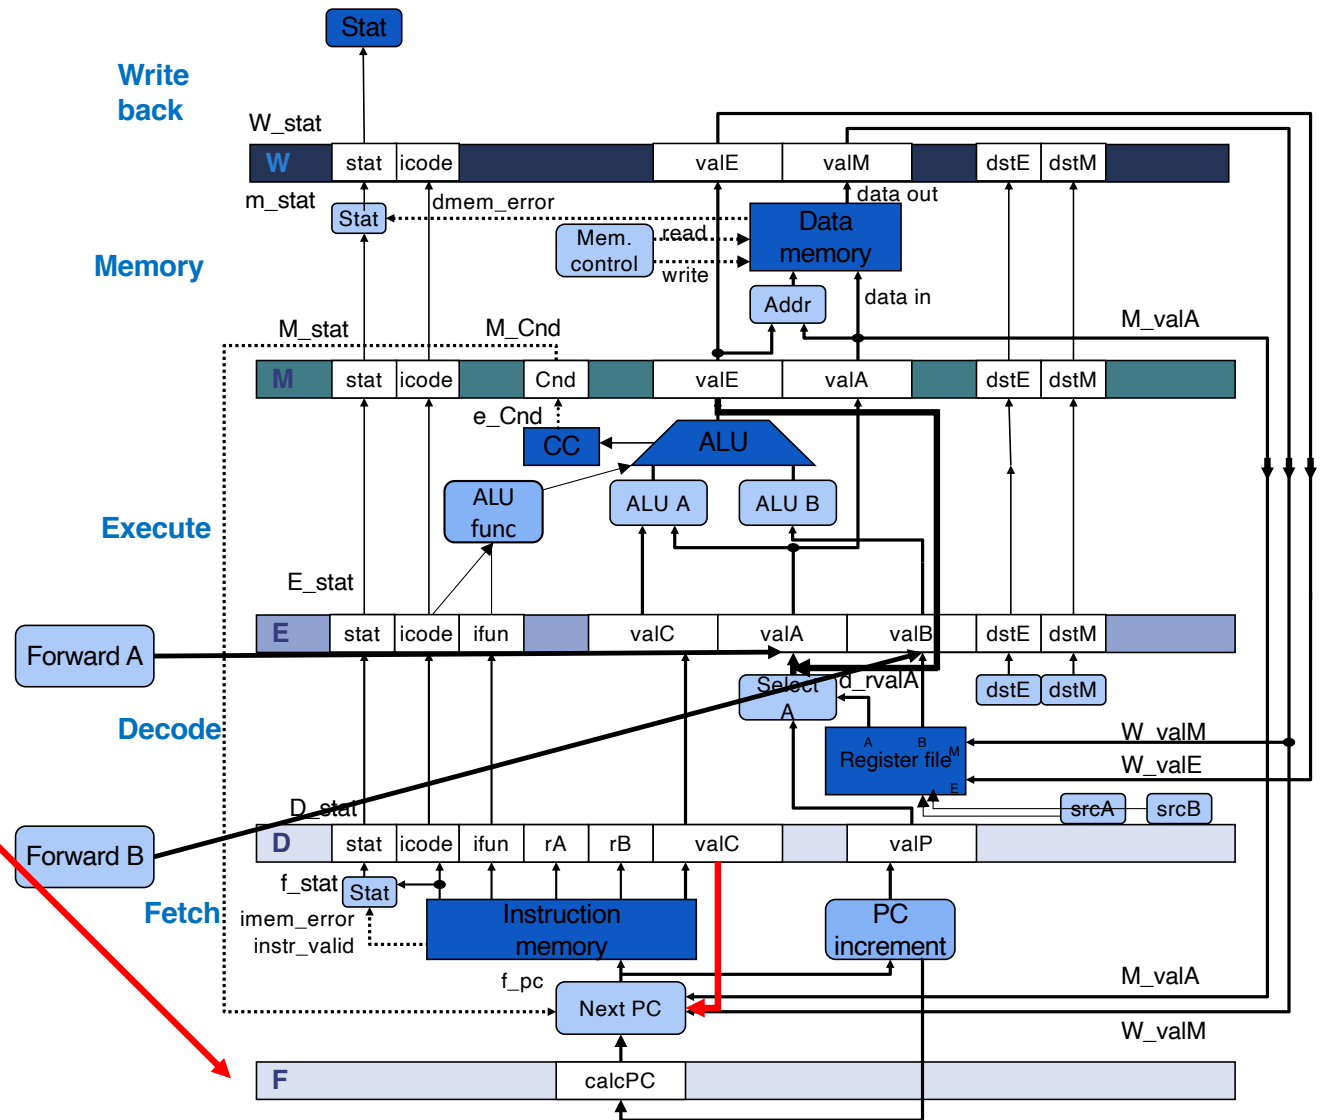 Stat
Write
back
W_stat
W
stat
icode
valE
valM
dstE
dstM
m_stat
Stat
dmem_error
data out
Mem.
control
read
write
Data
memory
Memory
Addr
data in
M_stat
M_Cnd
M_valA
M
stat
icode
Cnd
valE
valA
dstE
dstM
e_Cnd
CC
ALU
ALU
func
ALU A
ALU B
Execute
E_stat
E
stat
icode
ifun
valC
valA
valB
dstE
dstM
Forward A
Select
A
d_rvalA
dstE
dstM
Decode
A
B
M
Register file
E
W_valM
W_valE
D_stat
srcA
srcB
Forward B
D
stat
icode
ifun
rA
rB
valC
valP
f_stat
Stat
Fetch
imem_error
instr_valid
Instruction
memory
PC
increment
f_pc
Next PC
M_valA
W_valM
F
calcPC